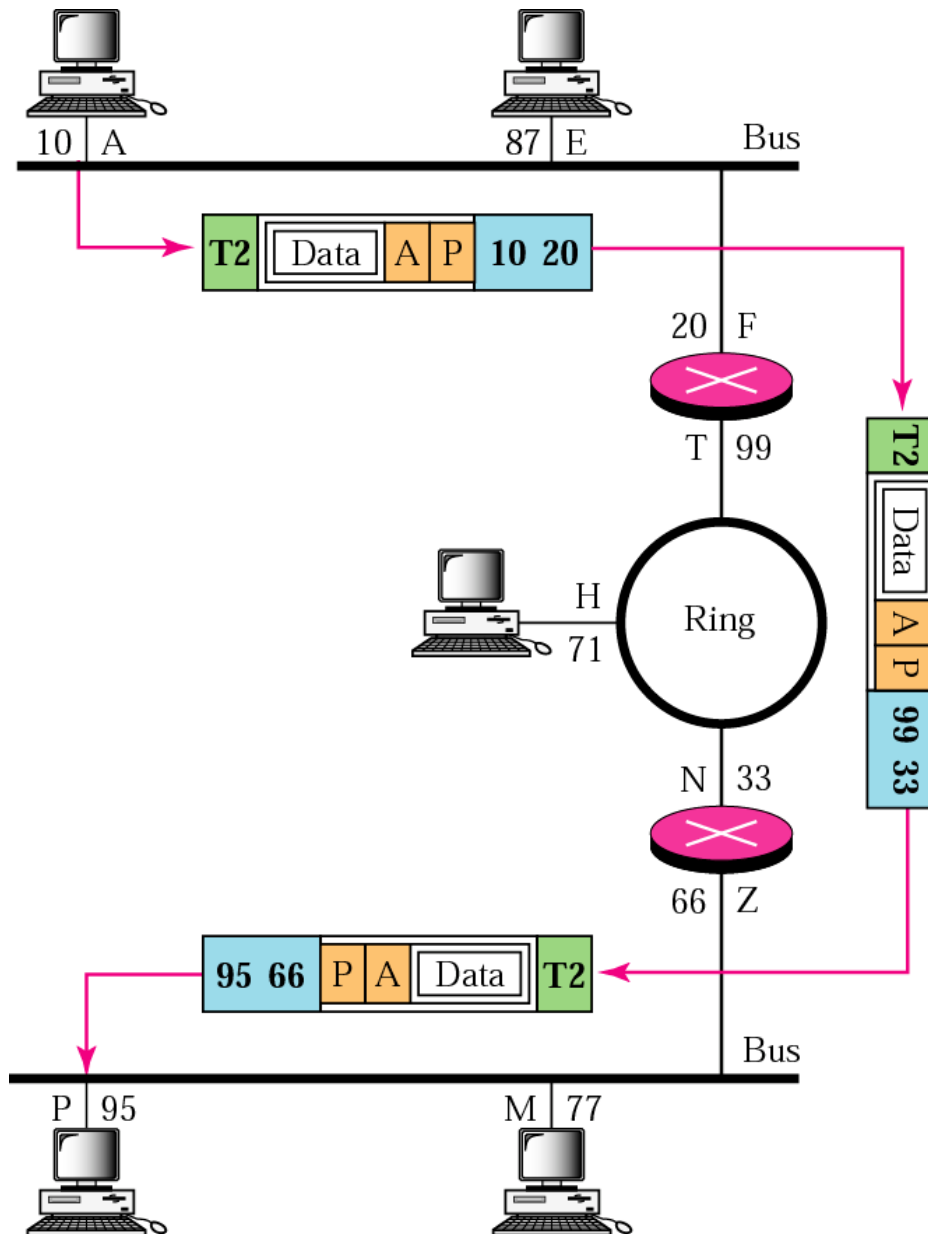 10 A
87 E
Bus
T2 Data A P 10 20
20 F
T 99
T2 Data A P 99 33
H
71
Ring
N 33
66 Z
95 66 P A Data T2
Bus
P 95
M 77